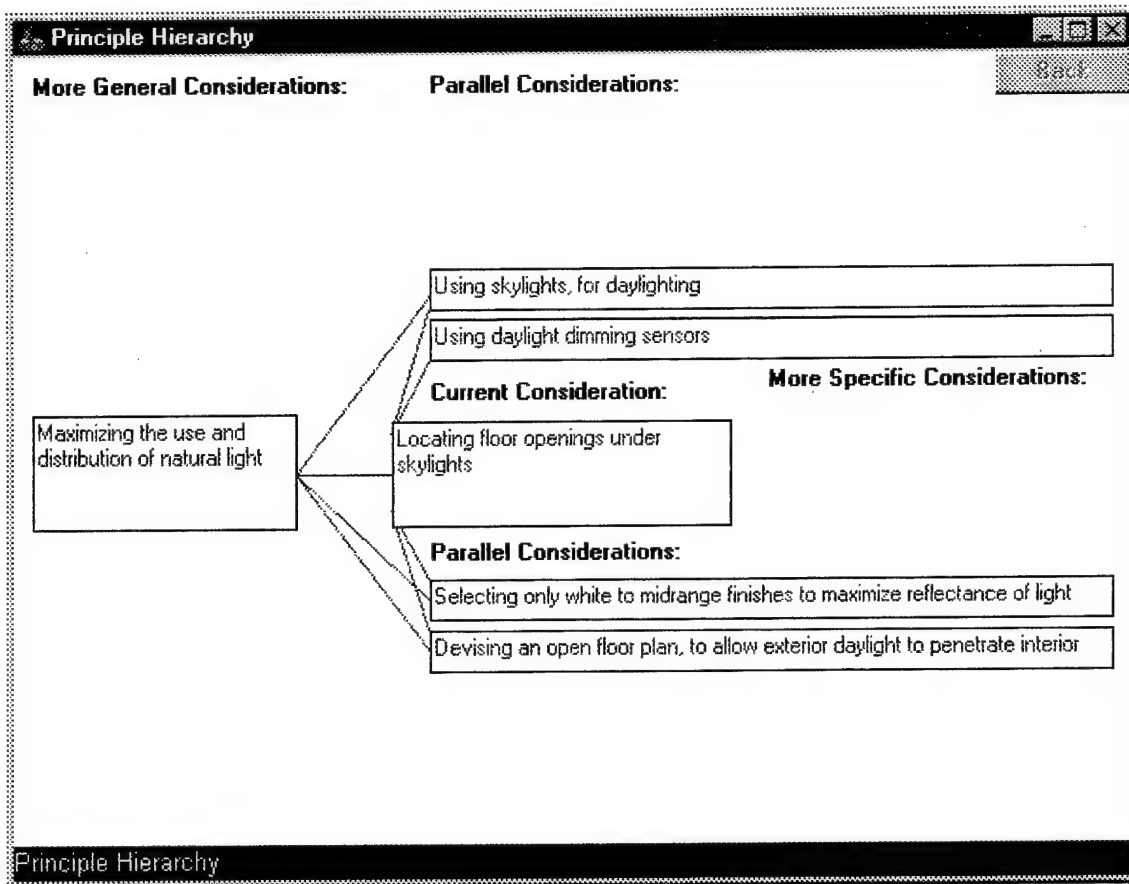 Principle Hierarchy
Back
More General Considerations:
Parallel Considerations:
Using skylights, for daylighting
Using daylight dimming sensors
More Specific Considerations:
Current Consideration:
Maximizing the use and
distribution of natural light
Locating floor openings under
skylights
Parallel Considerations:
Selecting only white to midrange finishes to maximize reflectance of light
Devising an open floor plan, to allow exterior daylight to penetrate interior
Principle Hierarchy